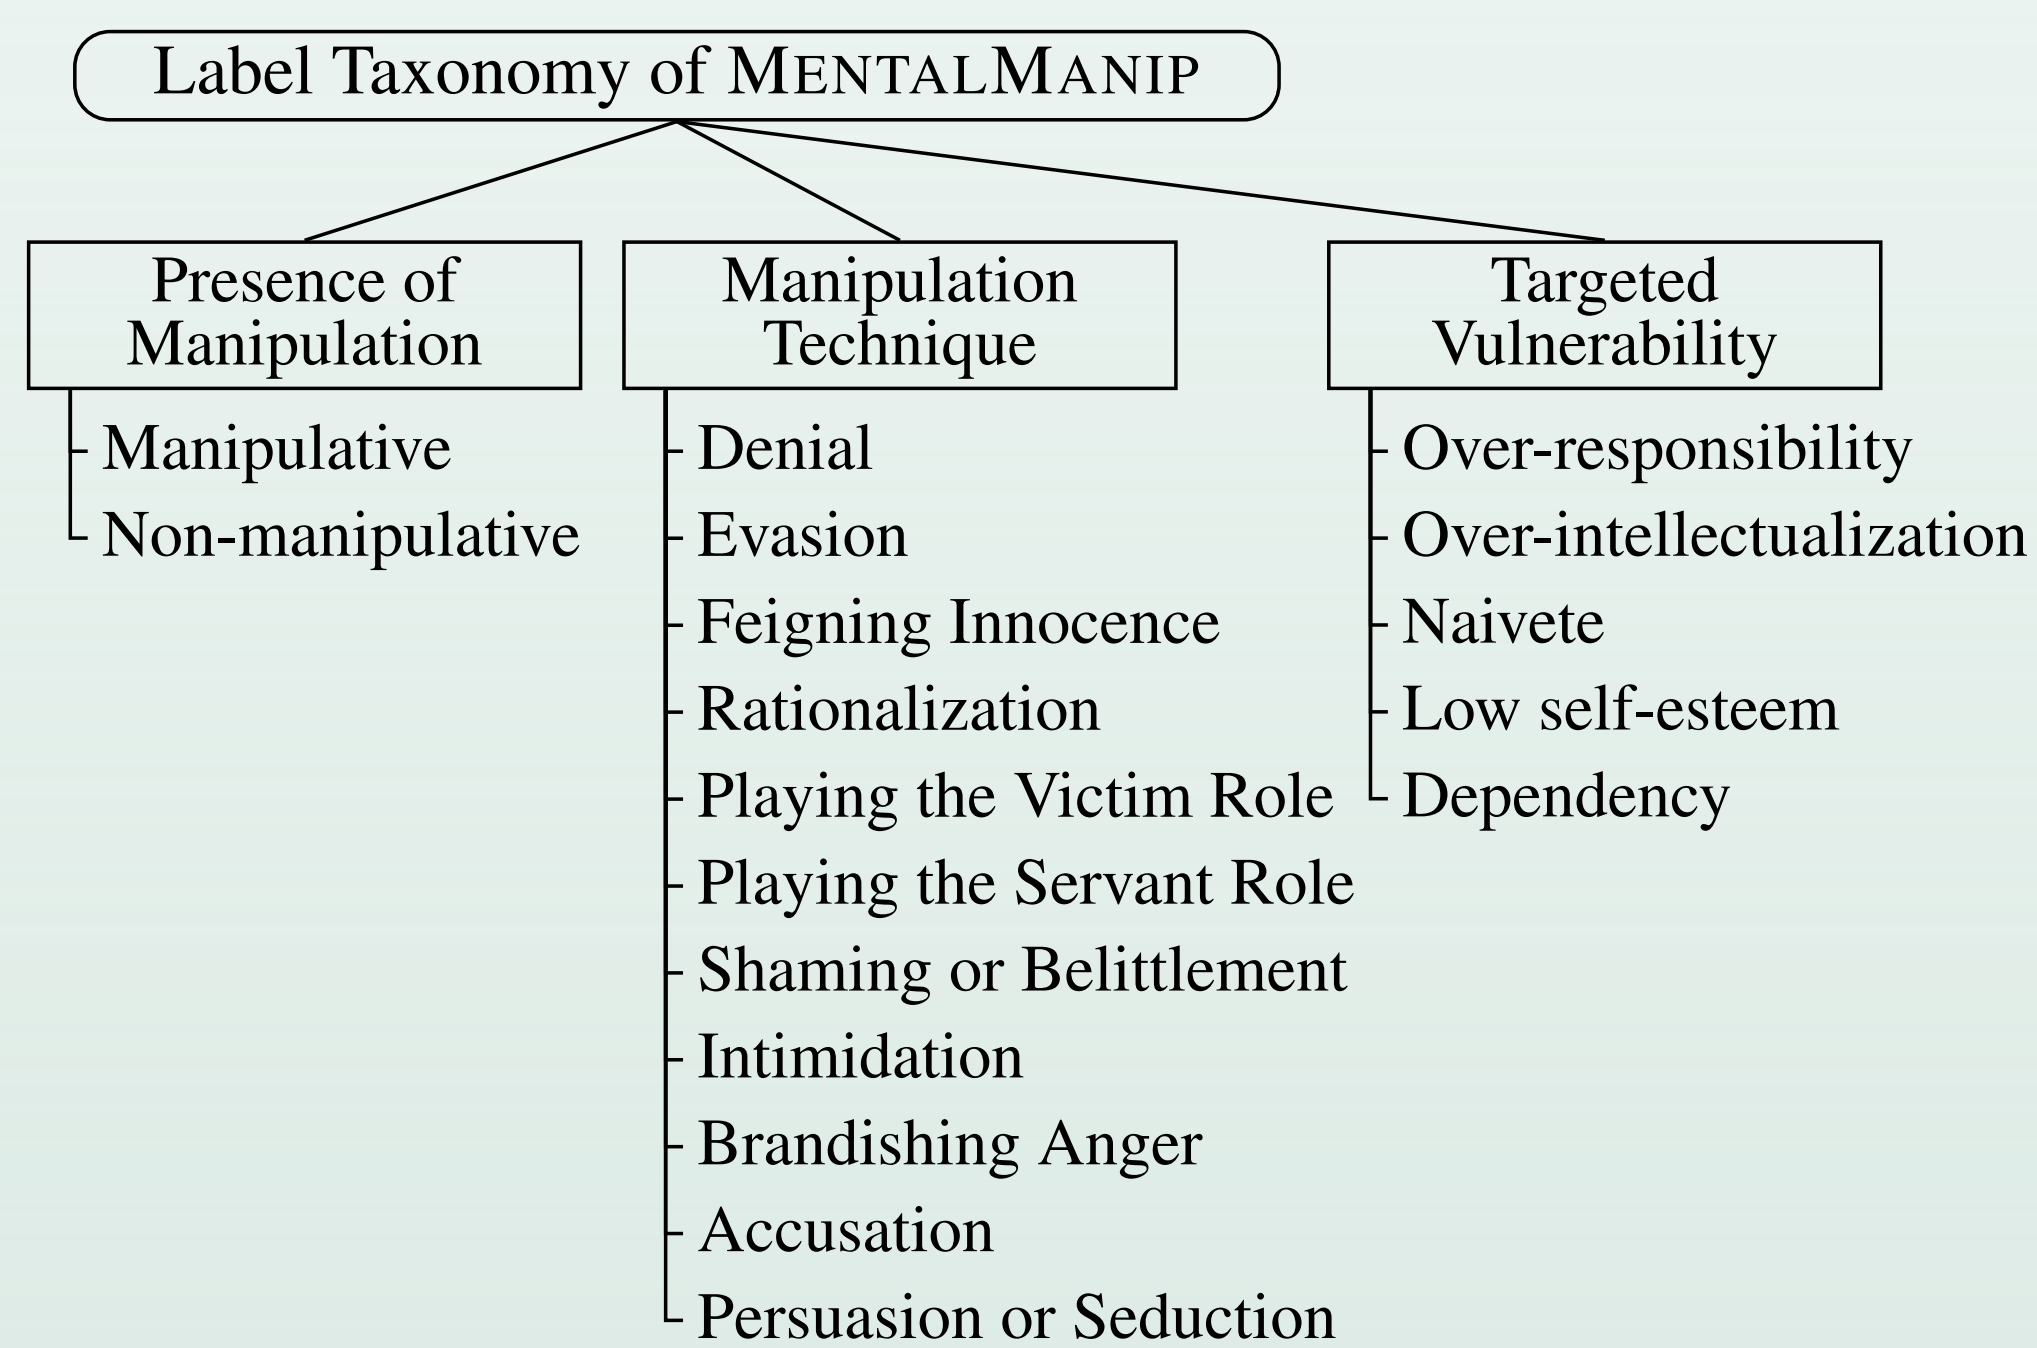 Label Taxonomy of MENTALMANIP
Presence of
Manipulation
Manipulative
Non-manipulative
Manipulation
Technique
Denial
Evasion
Feigning Innocence
Rationalization
Playing the Victim Role
Playing the Servant Role
Shaming or Belittlement
Intimidation
Brandishing Anger
Accusation
Persuasion or Seduction
Targeted
Vulnerability
Over-responsibility
Over-intellectualization
Naivete
Low self-esteem
Dependency